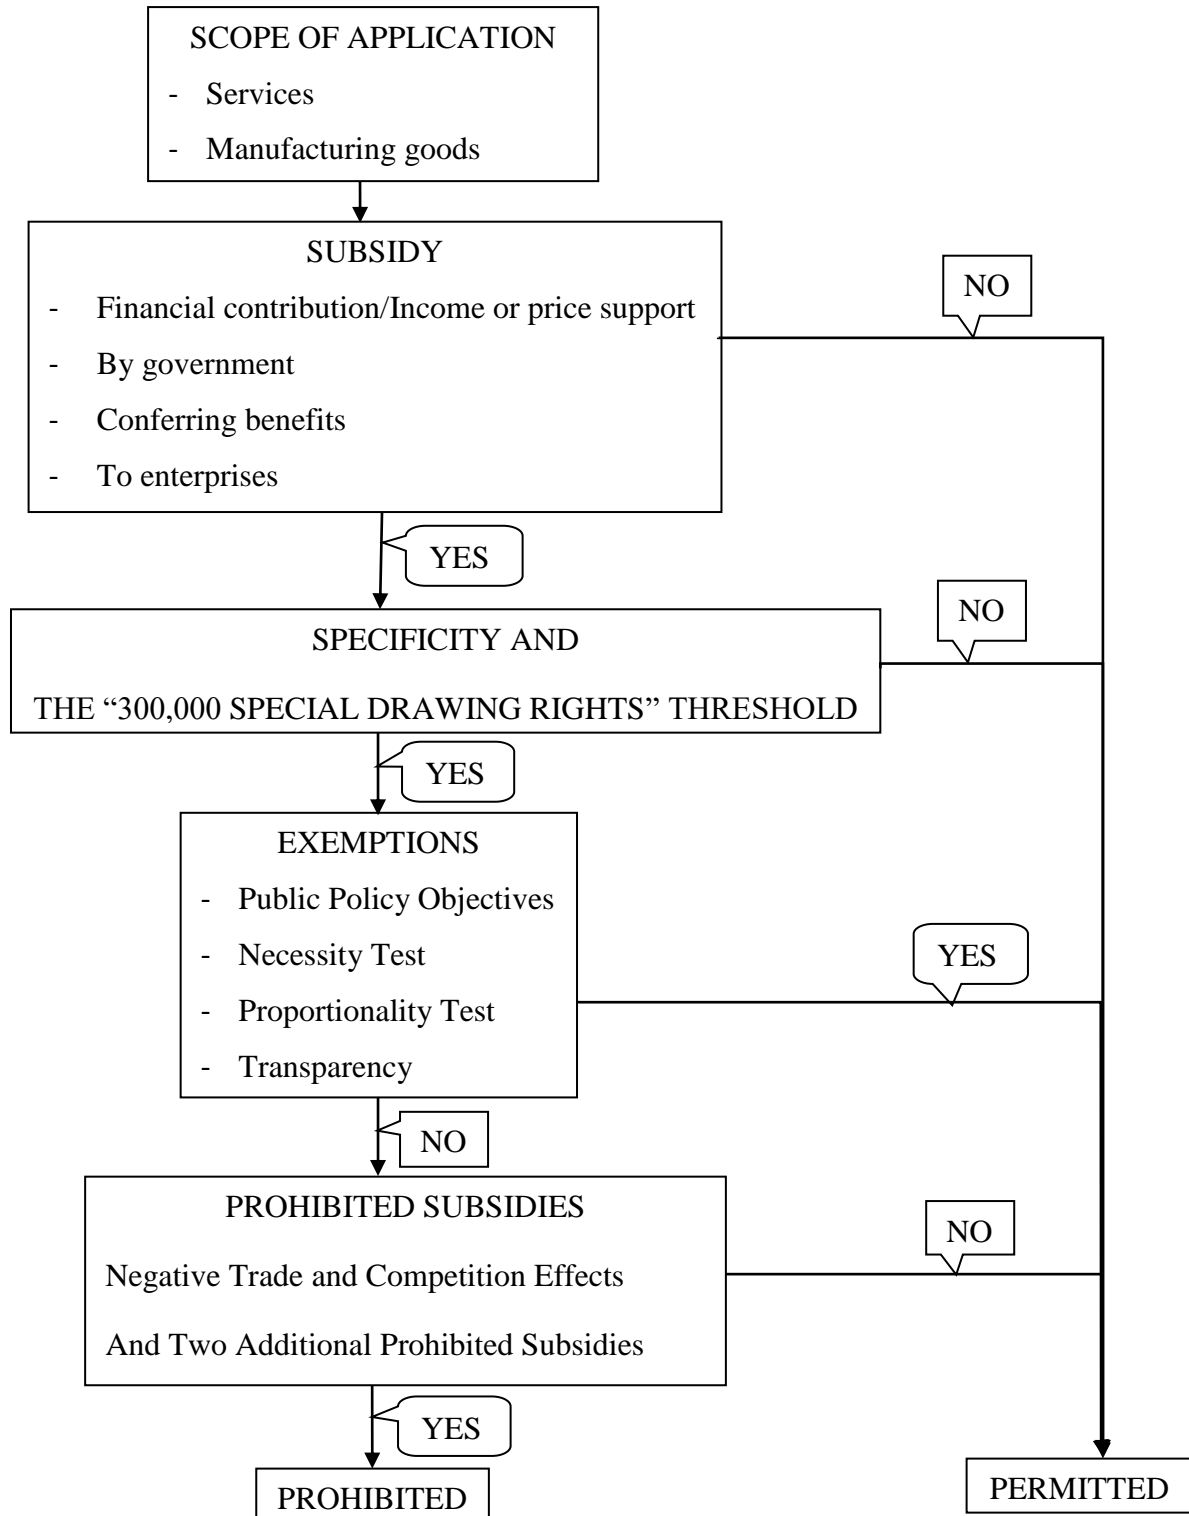 SCOPE OF APPLICATION
- Services
- Manufacturing goods
SUBSIDY
- Financial contribution/Income or price support
- By government
- Conferring benefits
- To enterprises
NO
YES
SPECIFICITY AND
THE “300,000 SPECIAL DRAWING RIGHTS” THRESHOLD
NO
YES
EXEMPTIONS
- Public Policy Objectives
- Necessity Test
- Proportionality Test
- Transparency
YES
NO
PROHIBITED SUBSIDIES
Negative Trade and Competition Effects
And Two Additional Prohibited Subsidies
NO
YES
PROHIBITED
PERMITTED